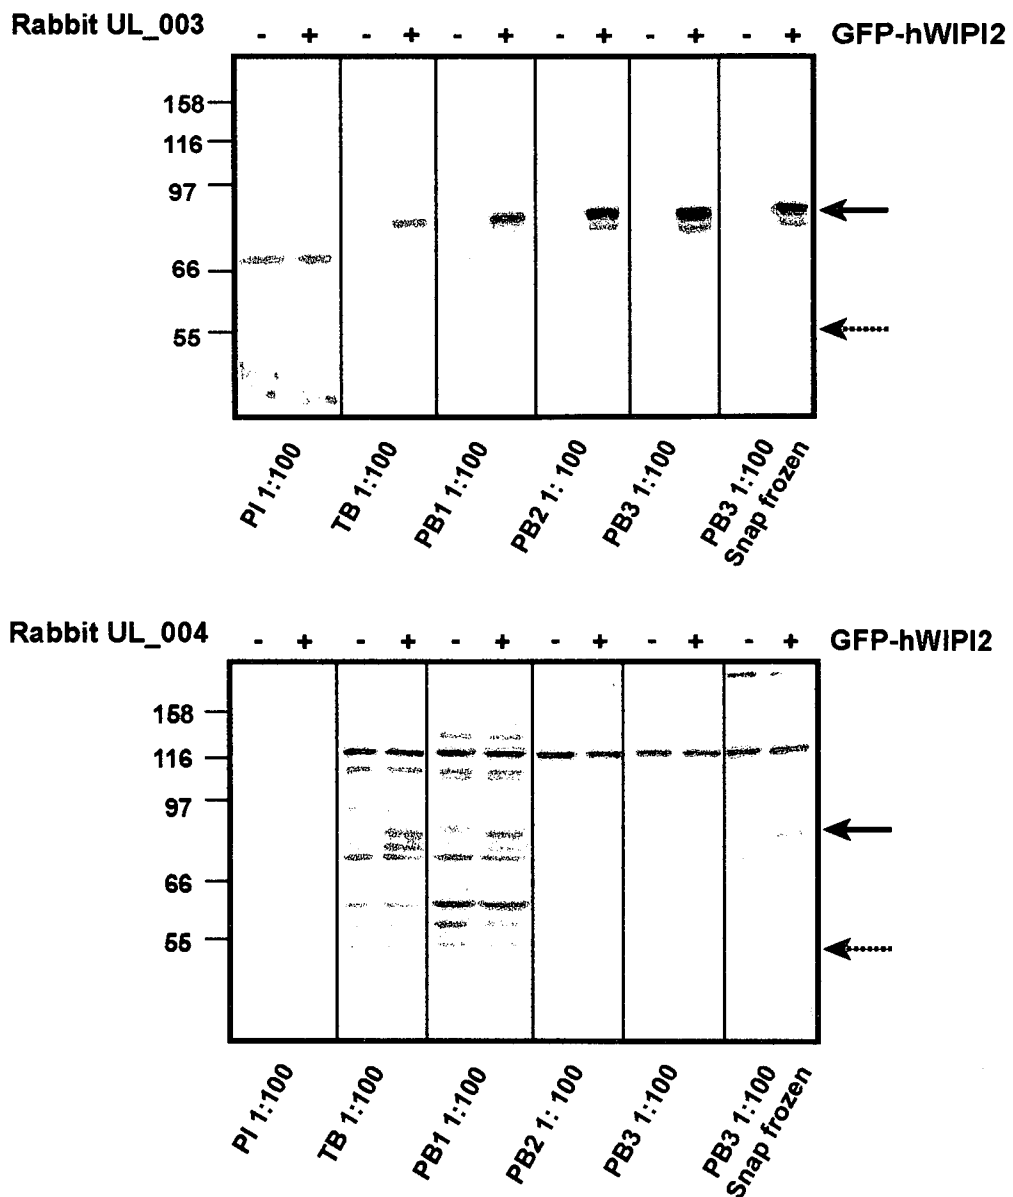 Rabbit UL_003 - + - + - + - + - + - + GFP-hWIPI2
158
116
97
66
55
PI 1:100
TB 1:100
PB1 1:100
PB2 1: 100
PB3 1:100
PB3 1:100
Snap frozen
Rabbit UL_004 - + - + - + - + - + - + GFP-hWIPI2
158
116
97
66
55
PI 1:100
TB 1:100
PB1 1:100
PB2 1: 100
PB3 1:100
PB3 1:100
Snap frozen